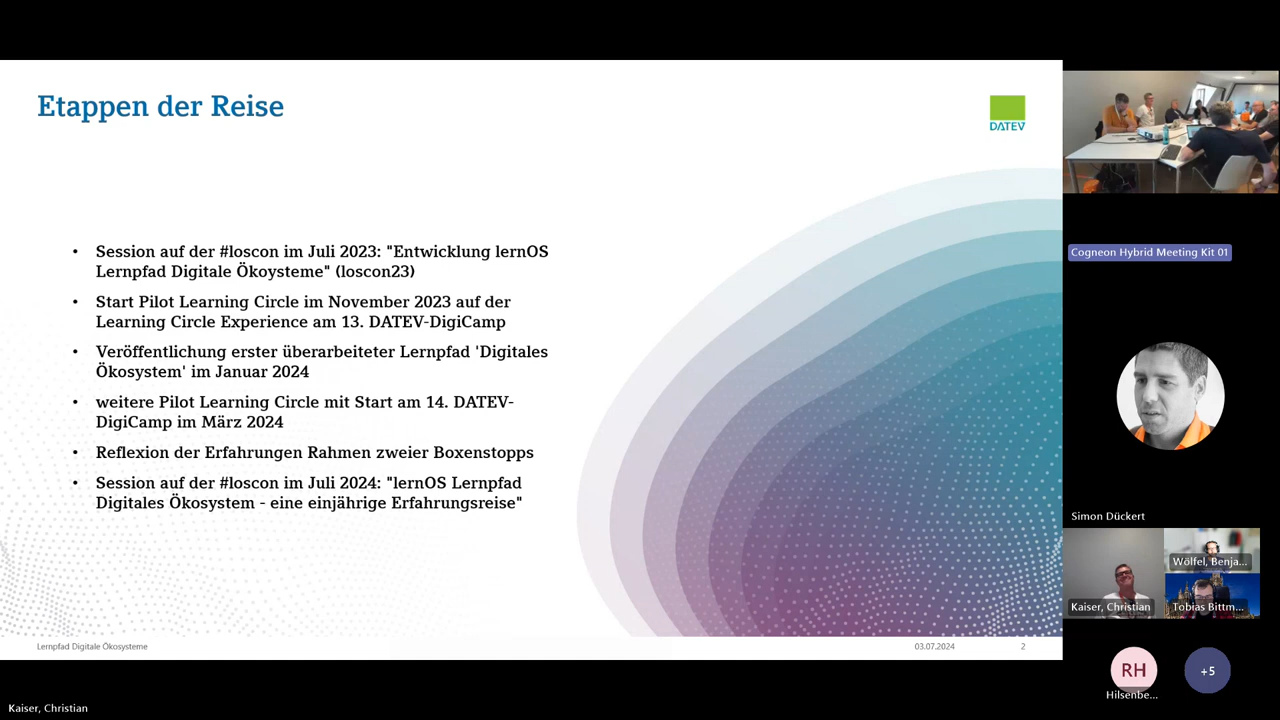 Etappen der Reise
DATEV
• Session auf der #loscon im Juli 2023: "Entwicklung lernOS
Lernpfad Digitale Ökoysteme" (loscon23)
• Start Pilot Learning Circle im November 2023 auf der
Learning Circle Experience am 13. DATEV-DigiCamp
• Veröffentlichung erster überarbeiteter Lernpfad 'Digitales
Ökosystem' im Januar 2024
• weitere Pilot Learning Circle mit Start am 14. DATEV-
DigiCamp im März 2024
• Reflexion der Erfahrungen Rahmen zweier Boxenstopps
• Session auf der #loscon im Juli 2024: "lernOS Lernpfad
Digitales Ökosystem - eine einjährige Erfahrungsreise"
Lernpfad Digitale Ökosysteme
03.07.2024
2
Kaiser, Christian
Cogneon Hybrid Meeting Kit 01
Simon Dückert
Wölfel, Benja...
Kaiser, Christian
Tobias Bittm...
RH
+5
Hilsenbe...